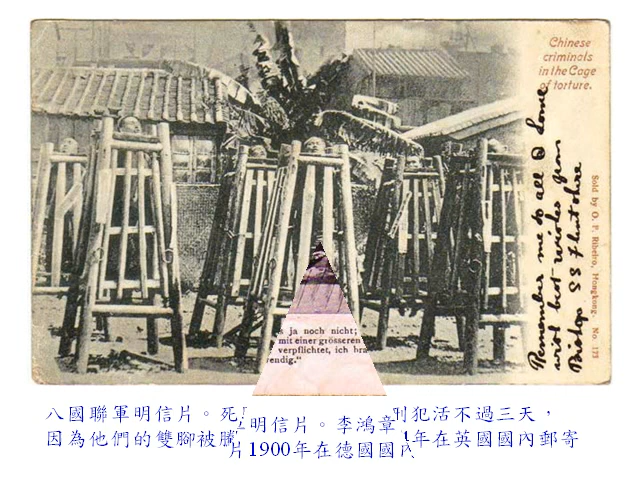 Chinese
criminals
in the Cage
of torture.
Sold by O. F. Ribeiro, Hongkong. No. 175
Remember me to all @ home
with best wishes from
s ja noch nicht;
mit einer grösseren
verpflichtet, ich bra
endig."
八國聯軍明信片。死
刑犯活不過三天，
因為他們的雙腳被騰
年在英國國內郵寄
明信片。李鴻章
片1900年在德國國內